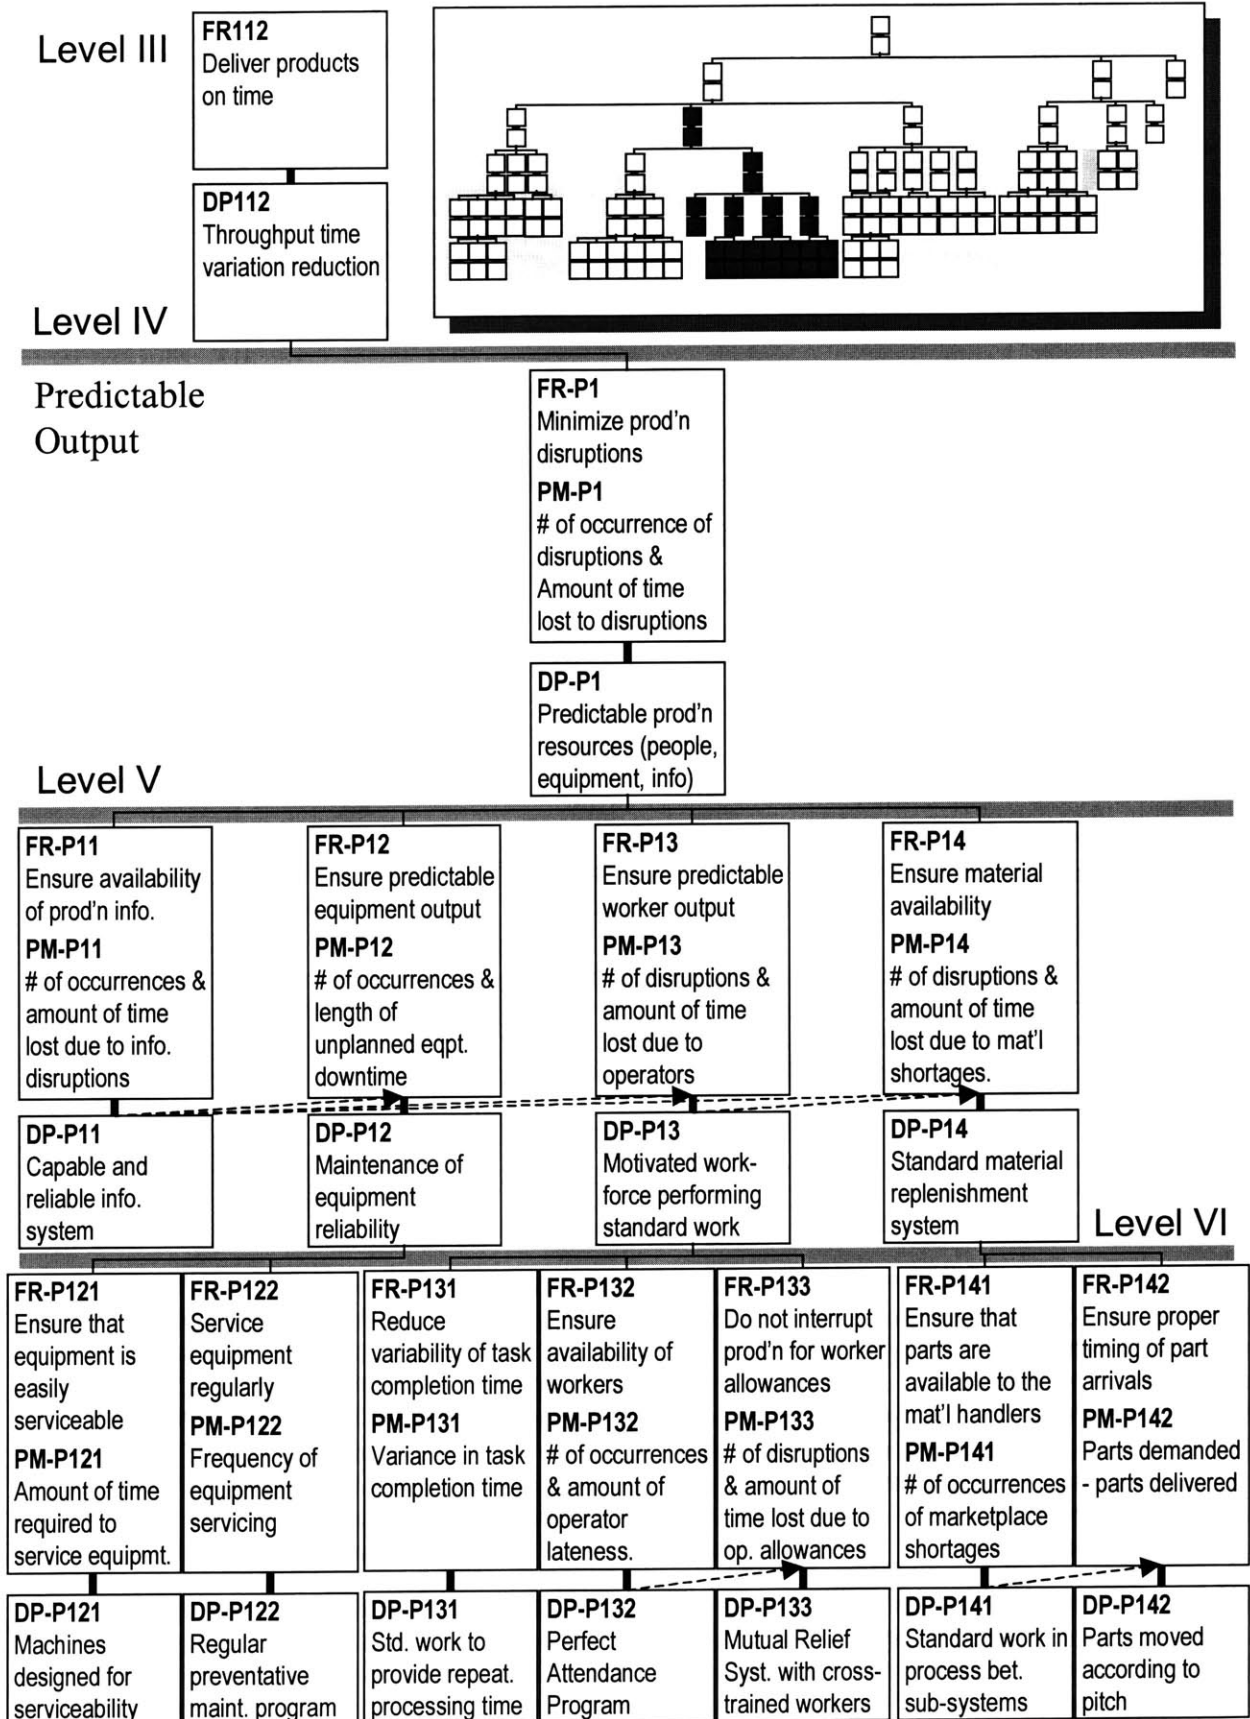 Level III
FR112
Deliver products
on time
DP112
Throughput time
variation reduction
Level IV
Predictable
Output
FR-P1
Minimize prod'n
disruptions
PM-P1
# of occurrence of
disruptions &
Amount of time
lost to disruptions
DP-P1
Predictable prod'n
resources (people,
equipment, info)
Level V
FR-P11
Ensure availability
of prod'n info.
PM-P11
# of occurrences &
amount of time
lost due to info.
disruptions
DP-P11
Capable and
reliable info.
system
FR-P12
Ensure predictable
equipment output
PM-P12
# of occurrences &
length of
unplanned eqpt.
downtime
DP-P12
Maintenance of
equipment
reliability
FR-P13
Ensure predictable
worker output
PM-P13
# of disruptions &
amount of time
lost due to
operators
DP-P13
Motivated work-
force performing
standard work
FR-P14
Ensure material
availability
PM-P14
# of disruptions &
amount of time
lost due to mat'l
shortages.
DP-P14
Standard material
replenishment
system
Level VI
FR-P121
Ensure that
equipment is
easily
serviceable
PM-P121
Amount of time
required to
service equipmt.
DP-P121
Machines
designed for
serviceability
FR-P122
Service
equipment
regularly
PM-P122
Frequency of
equipment
servicing
DP-P122
Regular
preventative
maint. program
FR-P131
Reduce
variability of task
completion time
PM-P131
Variance in task
completion time
DP-P131
Std. work to
provide repeat.
processing time
FR-P132
Ensure
availability of
workers
PM-P132
# of occurrences
& amount of
operator
lateness.
DP-P132
Perfect
Attendance
Program
FR-P133
Do not interrupt
prod'n for worker
allowances
PM-P133
# of disruptions
& amount of
time lost due to
op. allowances
DP-P133
Mutual Relief
Syst. with cross-
trained workers
FR-P141
Ensure that
parts are
available to the
mat'l handlers
PM-P141
# of occurrences
of marketplace
shortages
DP-P141
Standard work in
process bet.
sub-systems
FR-P142
Ensure proper
timing of part
arrivals
PM-P142
Parts demanded
- parts delivered
DP-P142
Parts moved
according to
pitch